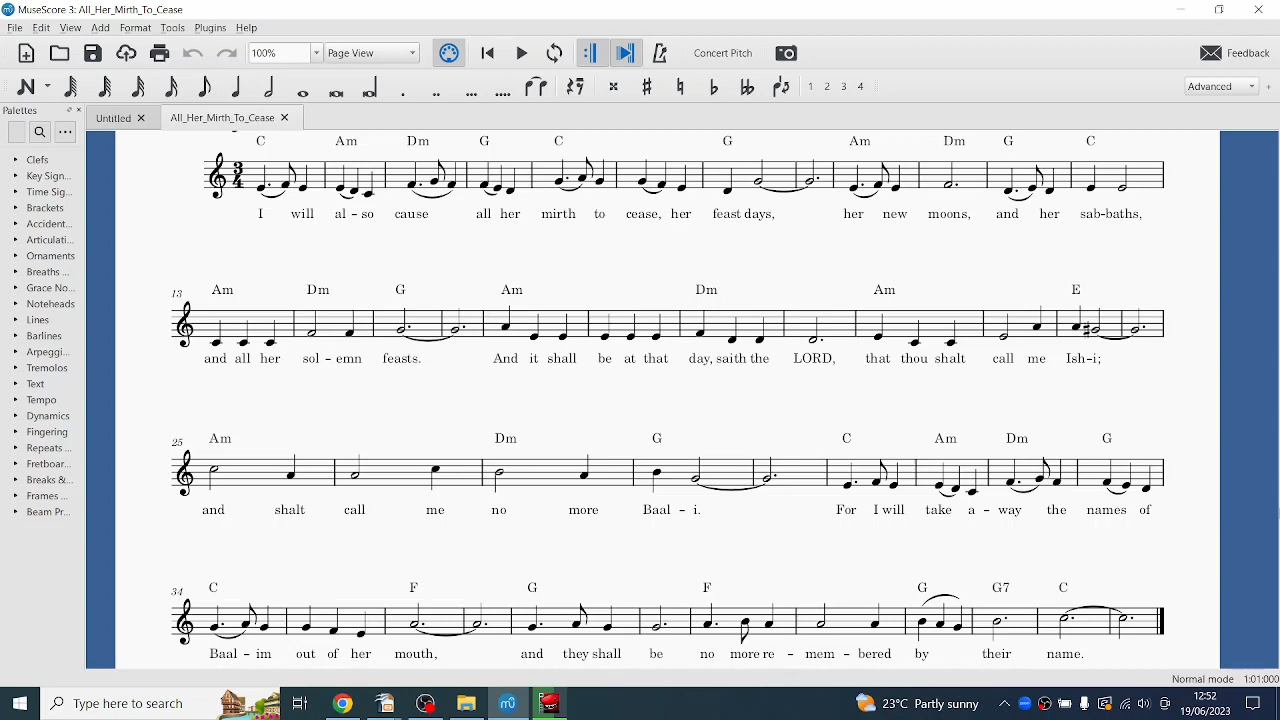 MuseScore 3: All_Her_Mirth_To_Cease
File Edit View Add Format Tools Plugins Help
100% Page View Concert Pitch Feedback
1 2 3 4 Advanced
Palettes
Untitled All_Her_Mirth_To_Cease
Clefs
Key Sign...
Time Sig...
Brackets
Accident...
Articulati...
Ornaments
Breaths ...
Grace No...
Noteheads
Lines
Barlines
Arpeggi...
Tremolos
Text
Tempo
Dynamics
Fingering
Repeats ...
Fretboar...
Breaks &...
Frames ...
Beam Pr...
C Am Dm G C G Am Dm G C
3
4
I will al-so cause all her mirth to cease, her feast days, her new moons, and her sab-baths,
13
Am Dm G Am Dm Am E
and all her sol-emn feasts. And it shall be at that day, saith the LORD, that thou shalt call me Ish-i;
25
Am Dm G C Am Dm G
and shalt call me no more Baal-i. For I will take a-way the names of
34
C F G F G G7 C
Baal-im out of her mouth, and they shall be no more re-mem-bered by their name.
Normal mode 1:01:000
Type here to search
23°C Partly sunny
12:52
19/06/2023